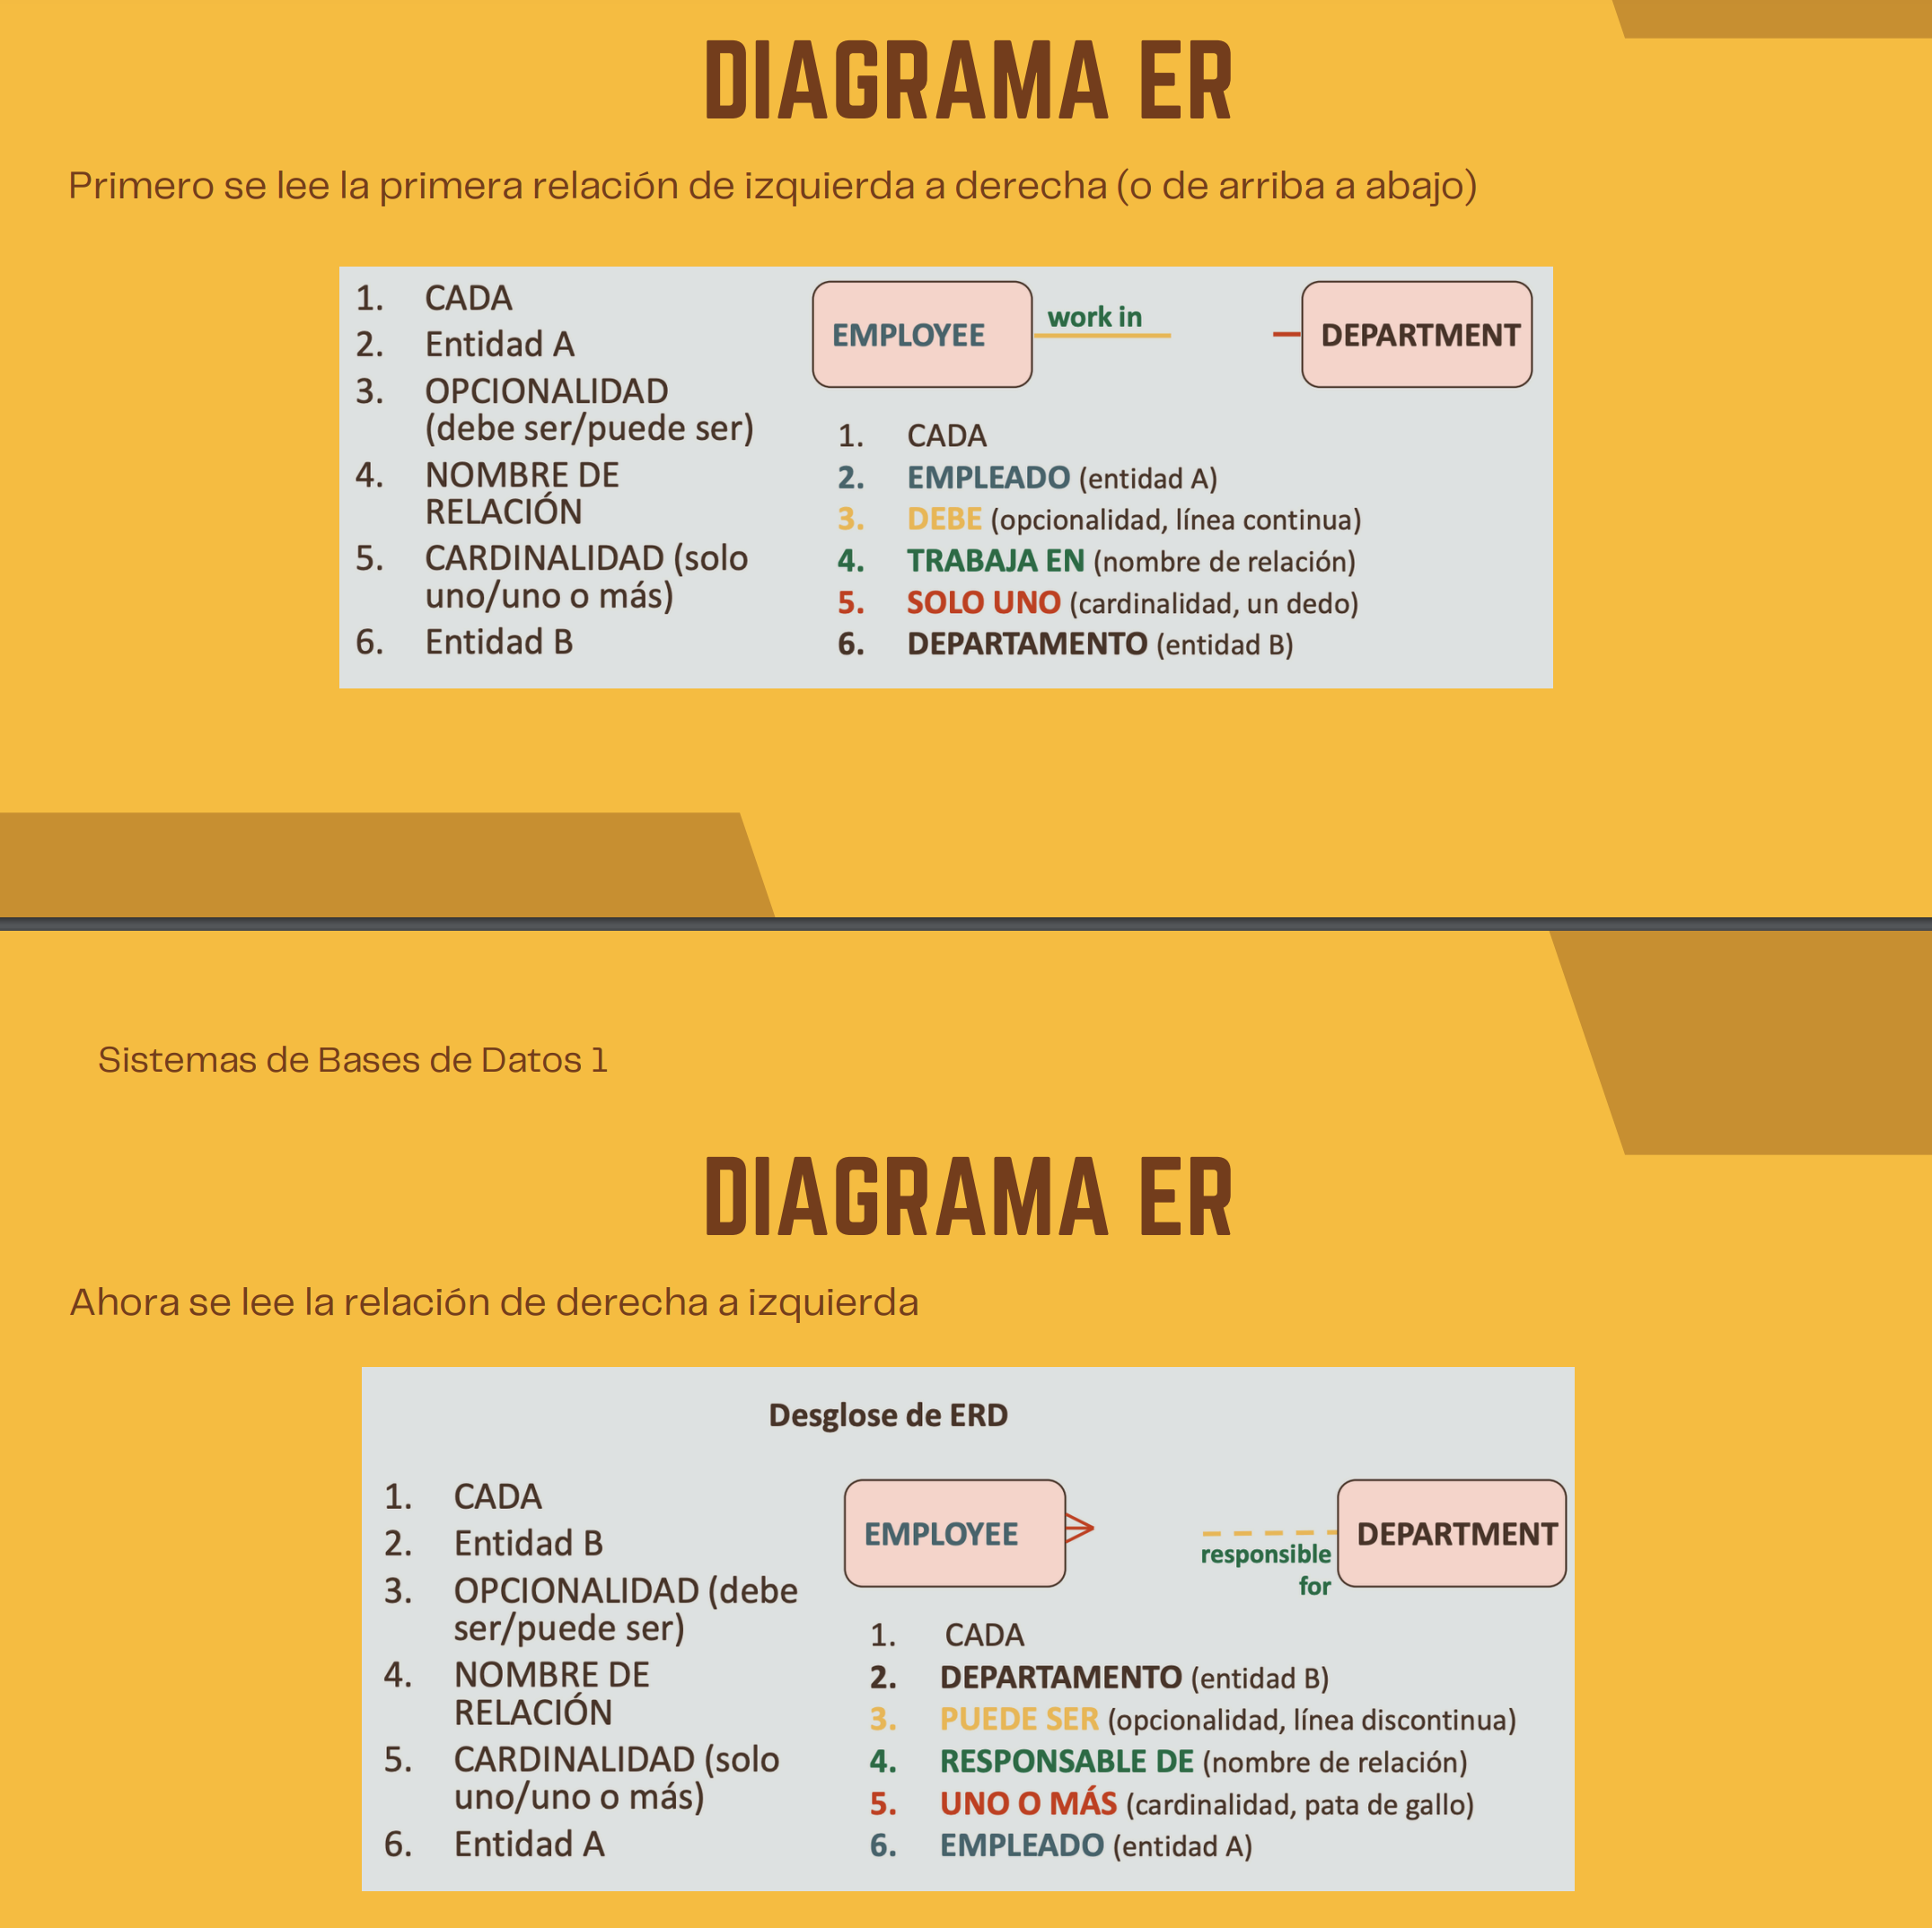 DIAGRAMA ER
Primero se lee la primera relación de izquierda a derecha (o de arriba a abajo)
1. CADA
2. Entidad A
3. OPCIONALIDAD
(debe ser/puede ser)
4. NOMBRE DE
RELACIÓN
5. CARDINALIDAD (solo
uno/uno o más)
6. Entidad B
EMPLOYEE
work in
DEPARTMENT
1. CADA
2. EMPLEADO (entidad A)
3. DEBE (opcionalidad, línea continua)
4. TRABAJA EN (nombre de relación)
5. SOLO UNO (cardinalidad, un dedo)
6. DEPARTAMENTO (entidad B)
Sistemas de Bases de Datos 1
DIAGRAMA ER
Ahora se lee la relación de derecha a izquierda
Desglose de ERD
1. CADA
2. Entidad B
3. OPCIONALIDAD (debe
ser/puede ser)
4. NOMBRE DE
RELACIÓN
5. CARDINALIDAD (solo
uno/uno o más)
6. Entidad A
EMPLOYEE
responsible
for
DEPARTMENT
1. CADA
2. DEPARTAMENTO (entidad B)
3. PUEDE SER (opcionalidad, línea discontinua)
4. RESPONSABLE DE (nombre de relación)
5. UNO O MÁS (cardinalidad, pata de gallo)
6. EMPLEADO (entidad A)